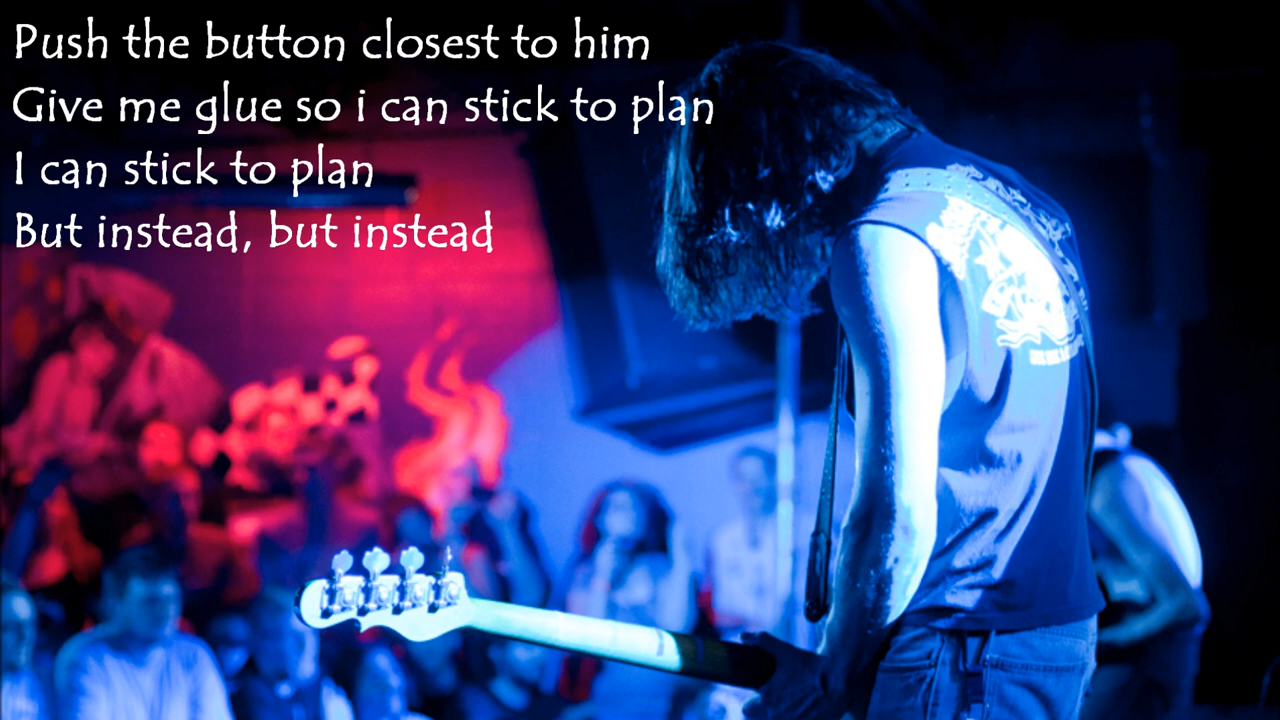 Push the button closest to him
Give me glue so i can stick to plan
I can stick to plan
But instead, but instead